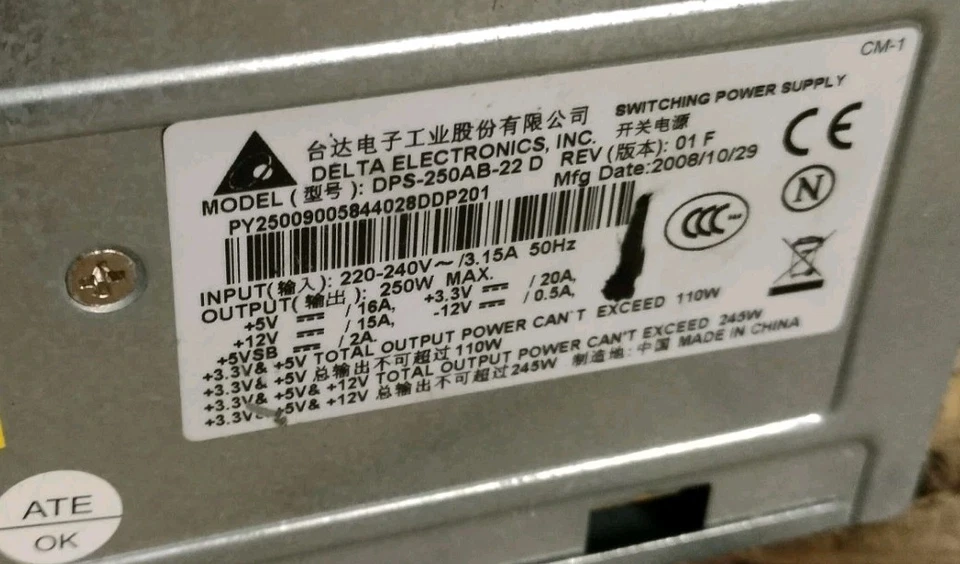 CM-1
台达电子工业股份有限公司 SWITCHING POWER SUPPLY
DELTA ELECTRONICS, INC. 开关电源
MODEL (型号): DPS-250AB-22 D REV (版本): 01 F
PY25009005844028DDP201 Mfg Date:2008/10/29
CE
N
CCC
INPUT(输入): 220-240V~ /3.15A 50Hz
OUTPUT(输出): 250W MAX.
+5V ⎓ / 16A, +3.3V ⎓ / 20A,
+12V ⎓ / 15A, -12V ⎓ / 0.5A,
+5VSB ⎓ / 2A
+3.3V& +5V TOTAL OUTPUT POWER CAN'T EXCEED 110W
+3.3V& +5V 总输出不可超过110W
+3.3V& +5V& +12V TOTAL OUTPUT POWER CAN'T EXCEED 245W
+3.3V& +5V& +12V 总输出不可超过245W 制造地: 中国 MADE IN CHINA
ATE
OK